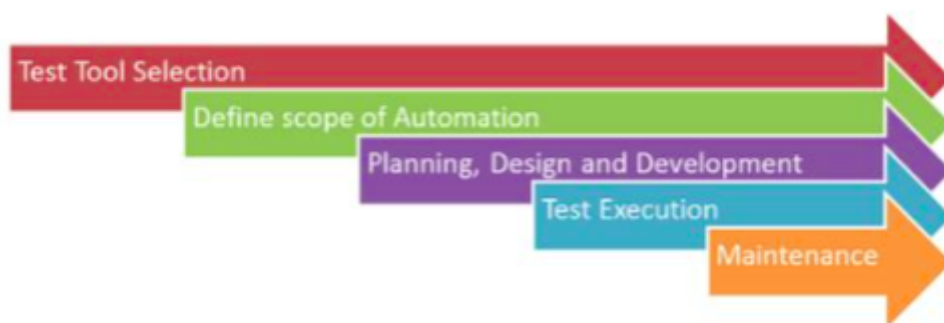 Test Tool Selection
Define scope of Automation
Planning, Design and Development
Test Execution
Maintenance